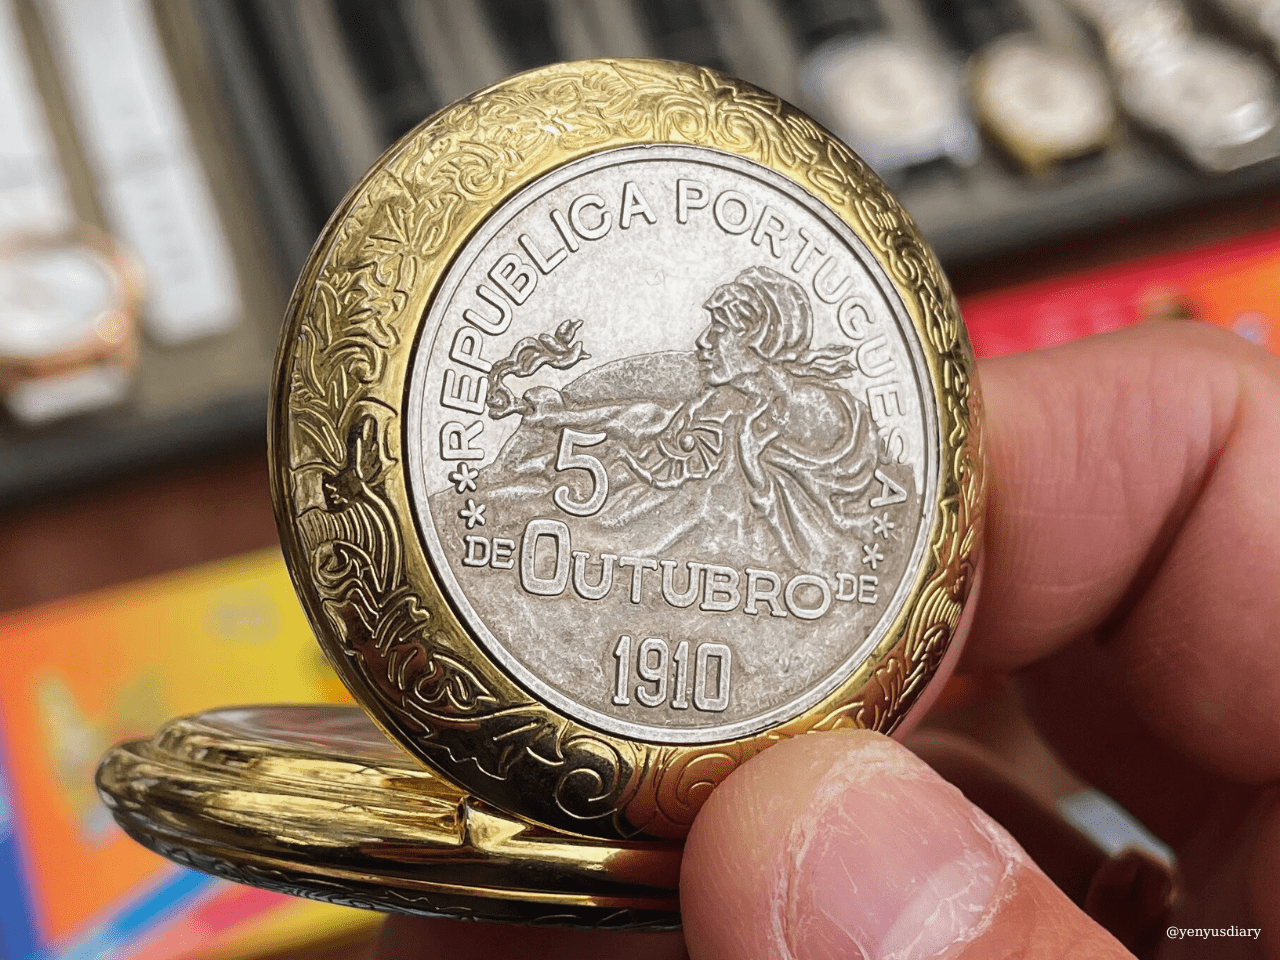 REPUBLICA PORTUGUESA
5
DE OUTUBRO DE
1910
@yenyusdiary